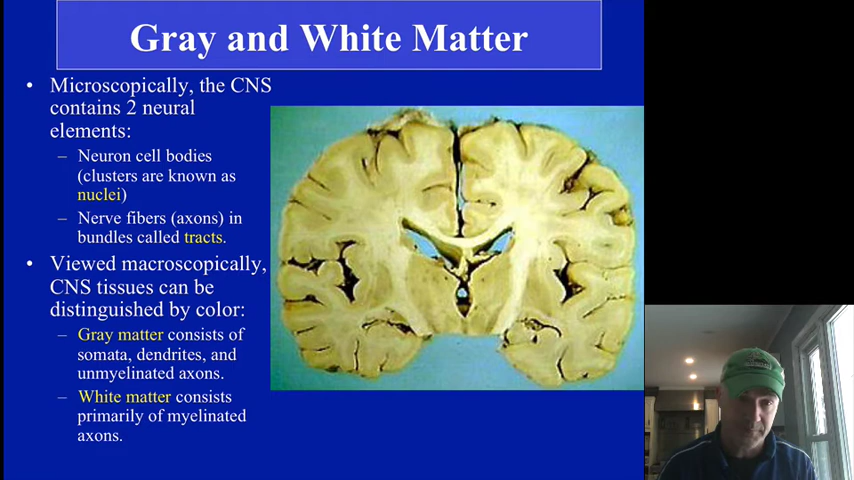 Gray and White Matter
• Microscopically, the CNS
contains 2 neural
elements:
– Neuron cell bodies
(clusters are known as
nuclei)
– Nerve fibers (axons) in
bundles called tracts.
• Viewed macroscopically,
CNS tissues can be
distinguished by color:
– Gray matter consists of
somata, dendrites, and
unmyelinated axons.
– White matter consists
primarily of myelinated
axons.